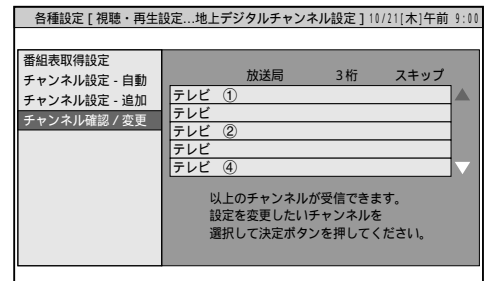 各種設定 [ 視聴・再生設定…地上デジタルチャンネル設定 ] 10/21[木]午前 9:00
番組表取得設定
チャンネル設定 - 自動
チャンネル設定 - 追加
チャンネル確認 / 変更
放送局 3桁 スキップ
テレビ ①
テレビ
テレビ ②
テレビ
テレビ ④
以上のチャンネルが受信できます。
設定を変更したいチャンネルを
選択して決定ボタンを押してください。